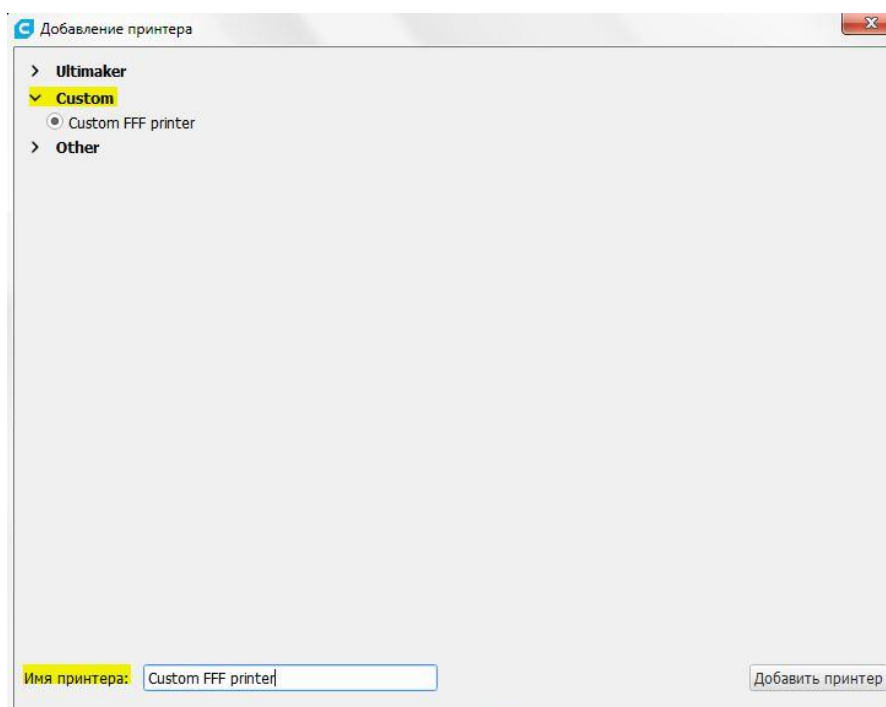 Добавление принтера
Ultimaker
Custom
Custom FFF printer
Other
Имя принтера: Custom FFF printer Добавить принтер